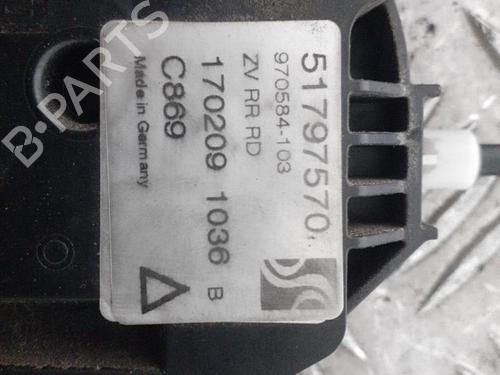 51797570
970584-103
ZV RR RD
170209 1036 B
C869
Made in Germany
B-PARTS